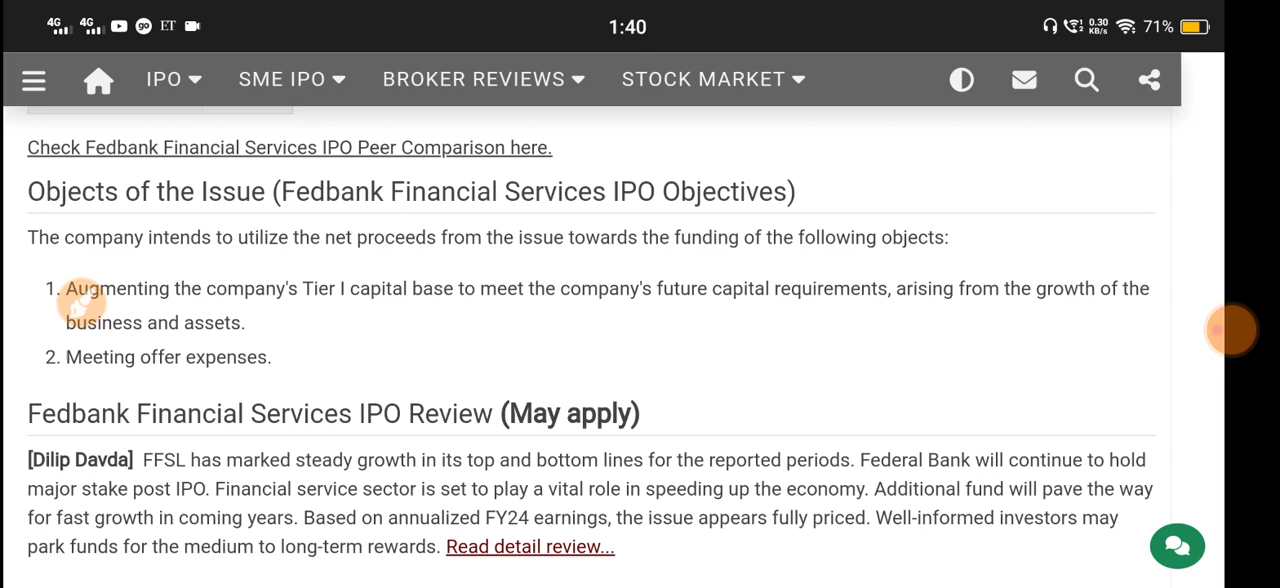 4G 4G go ET 1:40 2 0.30 KB/s 71%
IPO SME IPO BROKER REVIEWS STOCK MARKET
Check Fedbank Financial Services IPO Peer Comparison here.
Objects of the Issue (Fedbank Financial Services IPO Objectives)
The company intends to utilize the net proceeds from the issue towards the funding of the following objects:
1. Augmenting the company's Tier I capital base to meet the company's future capital requirements, arising from the growth of the
business and assets.
2. Meeting offer expenses.
Fedbank Financial Services IPO Review (May apply)
[Dilip Davda] FFSL has marked steady growth in its top and bottom lines for the reported periods. Federal Bank will continue to hold
major stake post IPO. Financial service sector is set to play a vital role in speeding up the economy. Additional fund will pave the way
for fast growth in coming years. Based on annualized FY24 earnings, the issue appears fully priced. Well-informed investors may
park funds for the medium to long-term rewards. Read detail review...